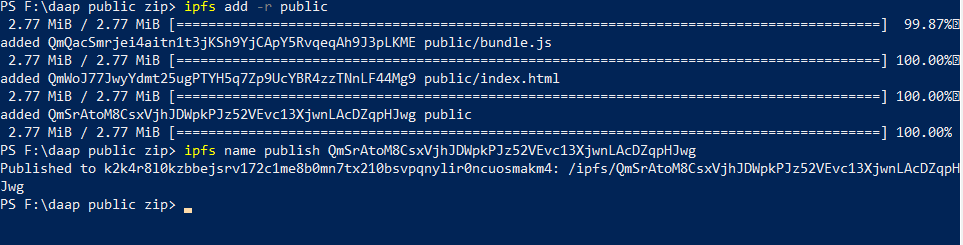 PS F:\daap public zip> ipfs add -r public
2.77 MiB / 2.77 MiB [=========================================================================================] 99.87%
added QmQacSmrjei4aitn1t3jKSh9YjCApY5RvqeqAh9J3pLKME public/bundle.js
2.77 MiB / 2.77 MiB [=========================================================================================] 100.00%
added QmWoJ77JwyYdmt25ugPTYH5q7Zp9UcYBR4zzTNnLF44Mg9 public/index.html
2.77 MiB / 2.77 MiB [=========================================================================================] 100.00%
added QmSrAtoM8CsxVjhJDWpkPJz52VEvc13XjwnLAcDZqpHJwg public
2.77 MiB / 2.77 MiB [=========================================================================================] 100.00%
PS F:\daap public zip> ipfs name publish QmSrAtoM8CsxVjhJDWpkPJz52VEvc13XjwnLAcDZqpHJwg
Published to k2k4r8l0kzbbejsrv172c1me8b0mn7tx210bsvpqnylir0ncuosmakm4: /ipfs/QmSrAtoM8CsxVjhJDWpkPJz52VEvc13XjwnLAcDZqpH
Jwg
PS F:\daap public zip>